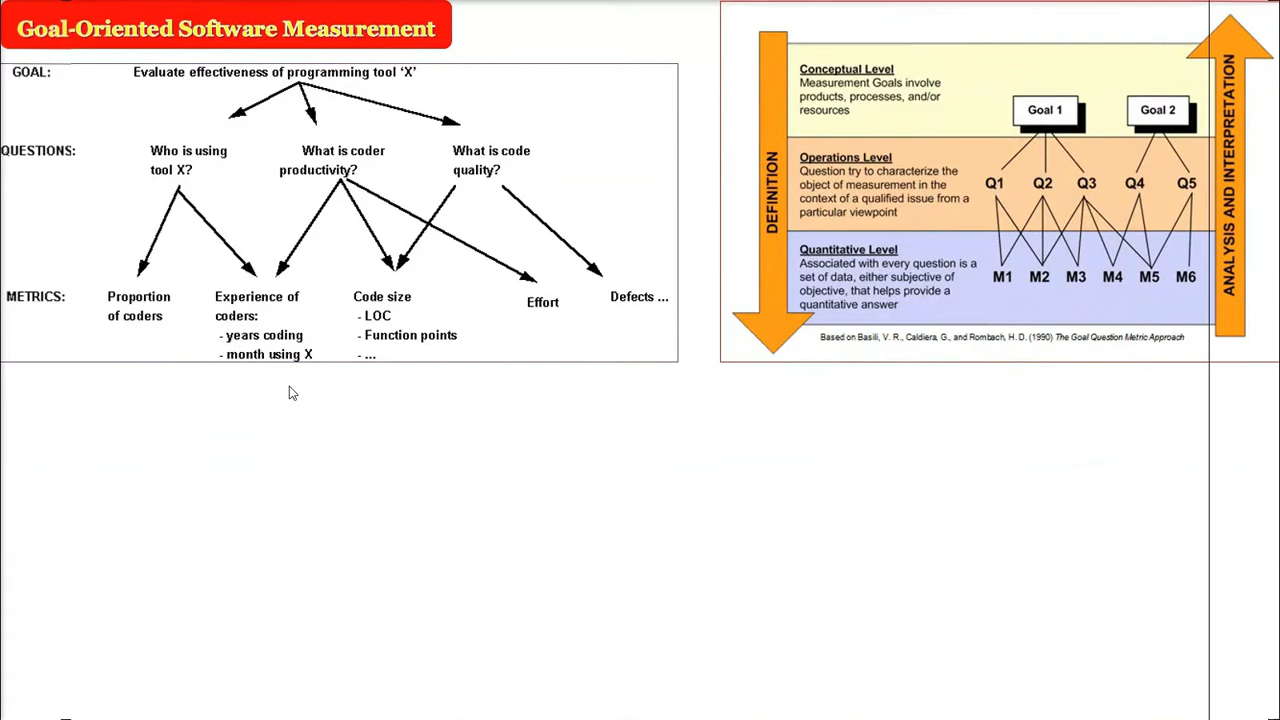 Goal-Oriented Software Measurement
GOAL:
Evaluate effectiveness of programming tool ‘X’
QUESTIONS:
Who is using
tool X?
What is coder
productivity?
What is code
quality?
METRICS:
Proportion
of coders
Experience of
coders:
- years coding
- month using X
Code size
- LOC
- Function points
- ...
Effort
Defects ...
DEFINITION
Conceptual Level
Measurement Goals involve
products, processes, and/or
resources
Goal 1
Goal 2
Operations Level
Question try to characterize the
object of measurement in the
context of a qualified issue from a
particular viewpoint
Q1 Q2 Q3 Q4 Q5
Quantitative Level
Associated with every question is a
set of data, either subjective of
objective, that helps provide a
quantitative answer
M1 M2 M3 M4 M5 M6
ANALYSIS AND INTERPRETATION
Based on Basili, V. R., Caldiera, G., and Rombach, H. D. (1990) The Goal Question Metric Approach